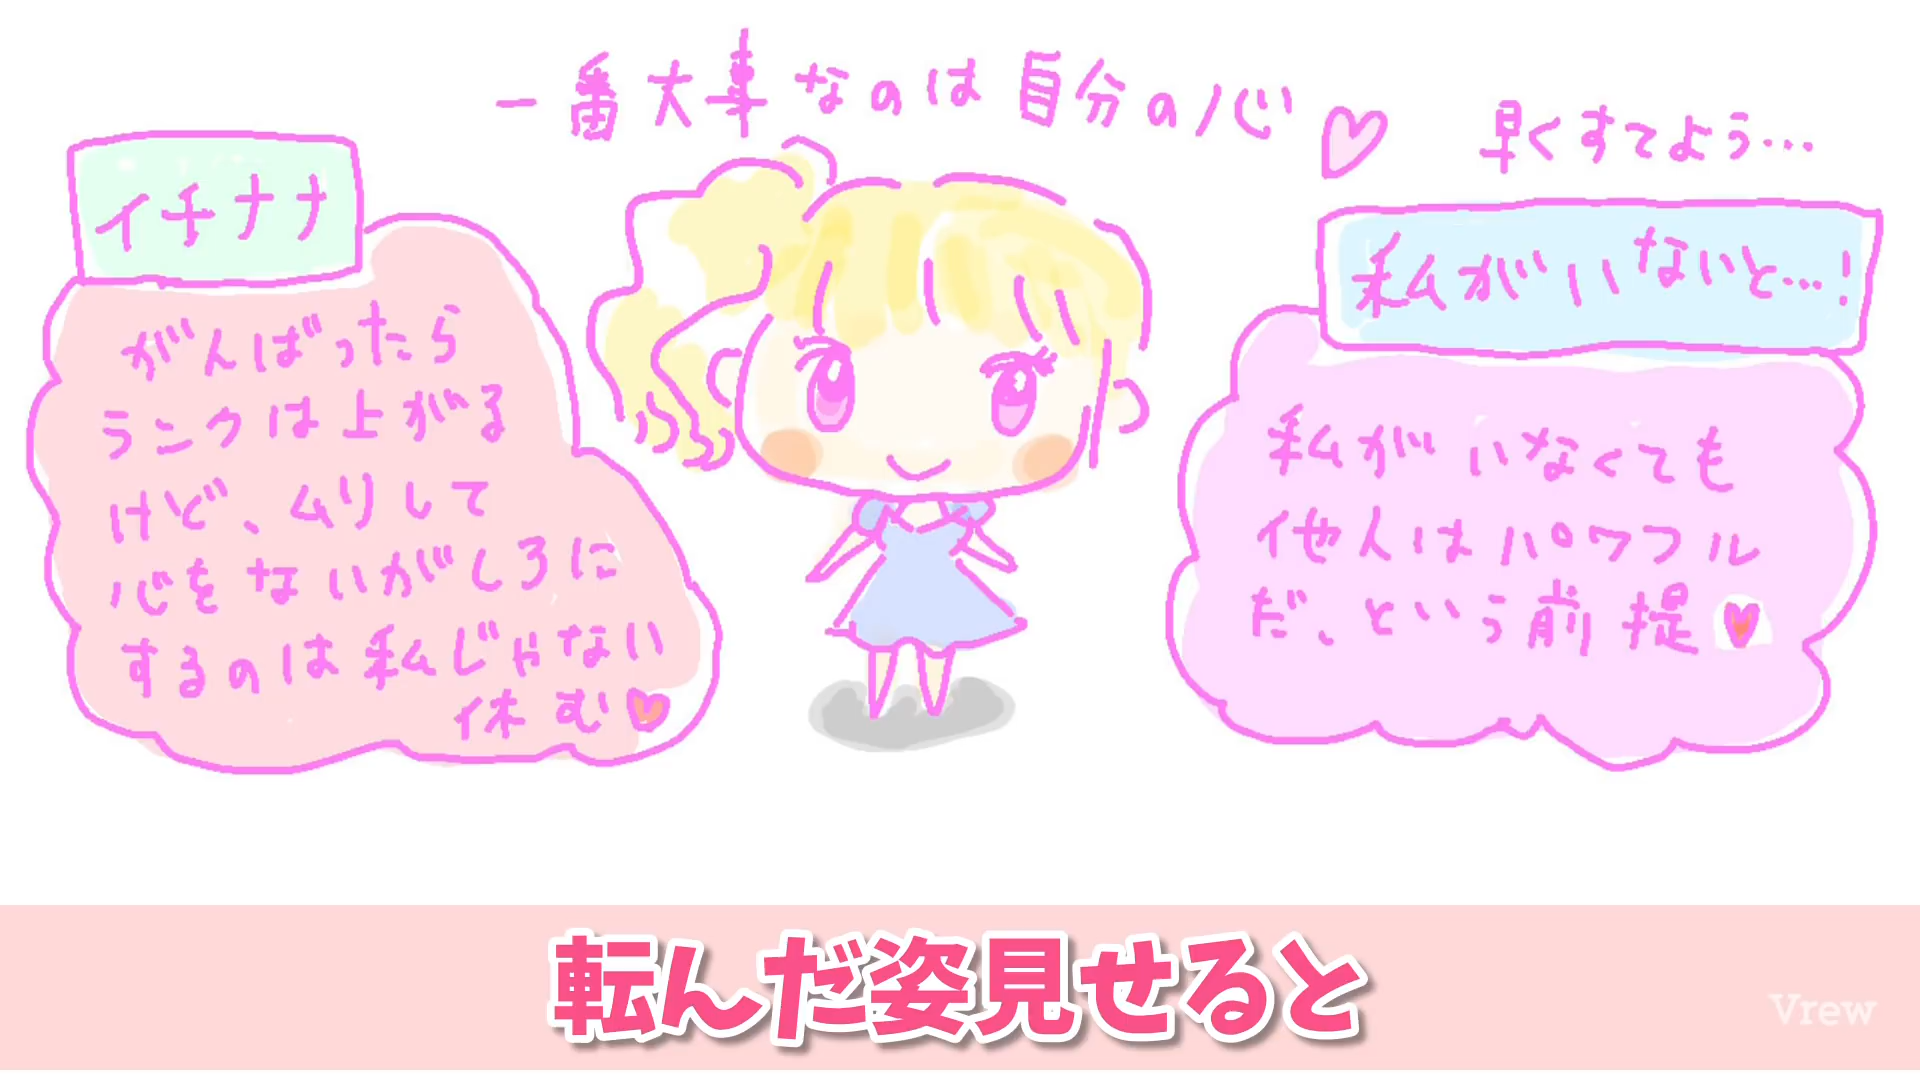 一番大事なのは自分の心
早くすてよう…
イチナナ
がんばったら
ランクは上がる
けど、ムリして
心をないがしろに
するのは私じゃない
休む
私がいないと…!
私がいなくても
他人はパワフル
だ、という前提
転んだ姿見せると
Vrew